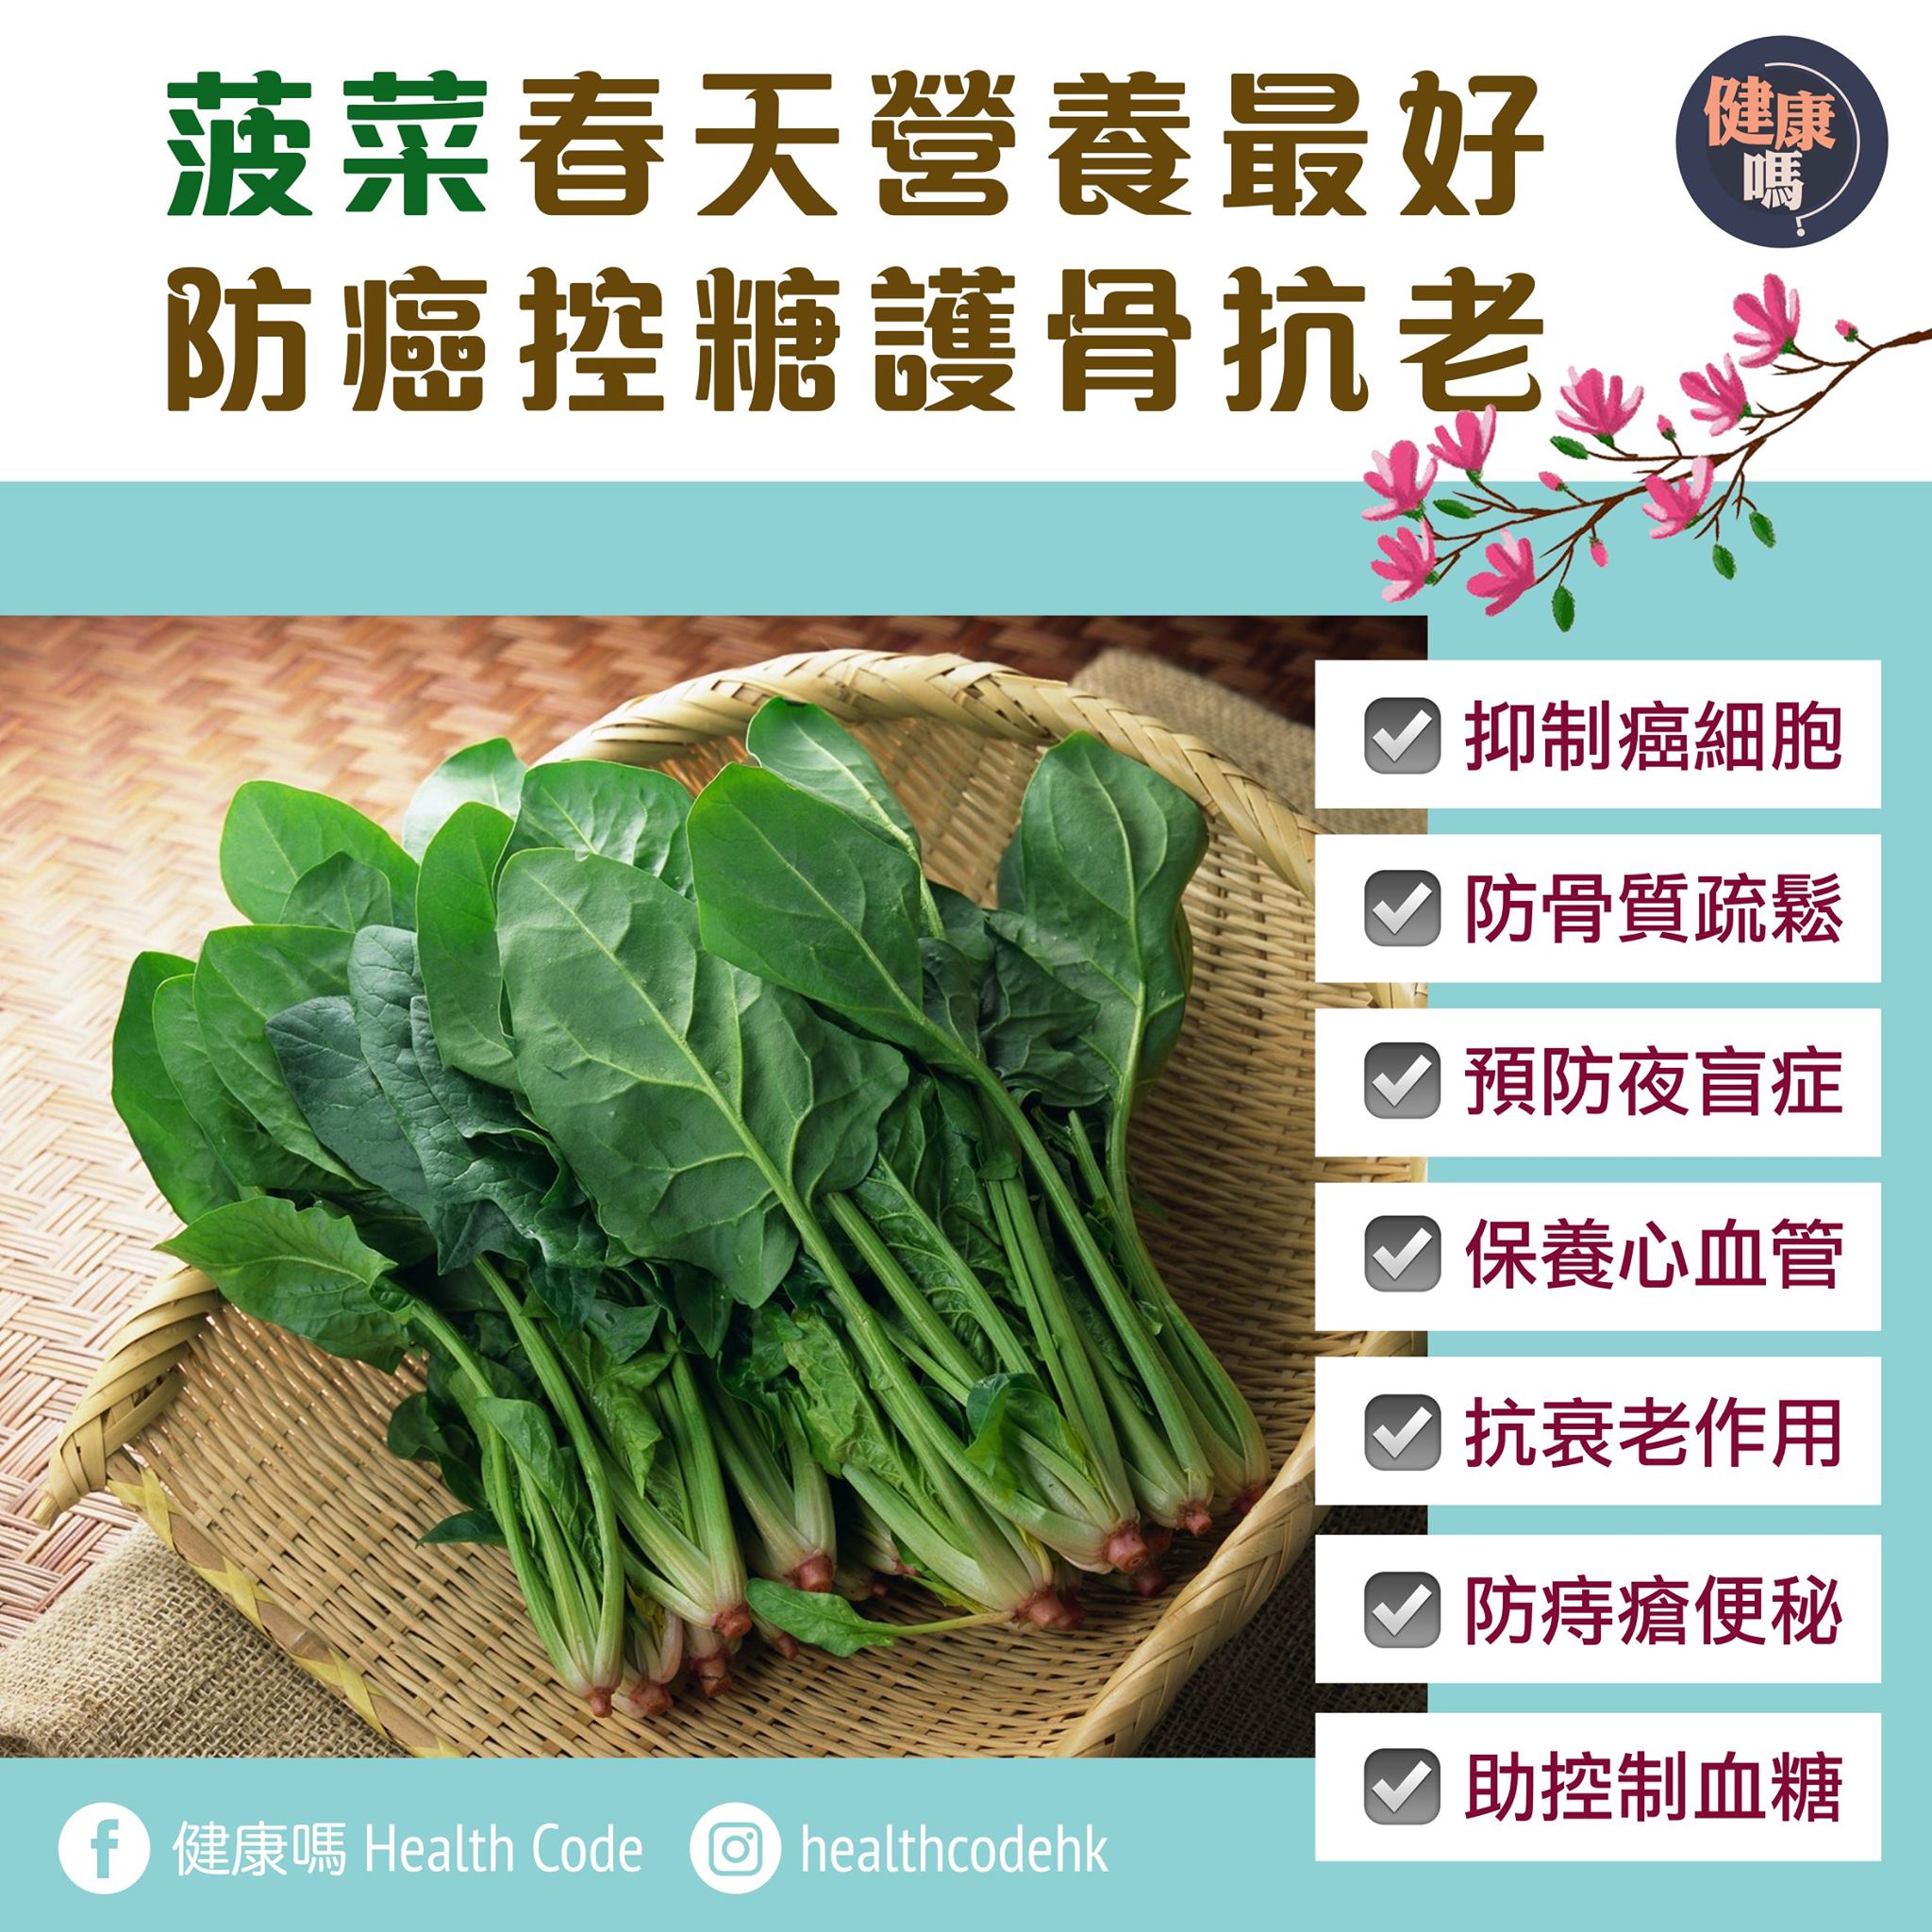 菠菜春天營養最好
防癌控糖護骨抗老
健康
嗎?
抑制癌細胞
防骨質疏鬆
預防夜盲症
保養心血管
抗衰老作用
防痔瘡便秘
助控制血糖
健康嗎 Health Code
healthcodehk